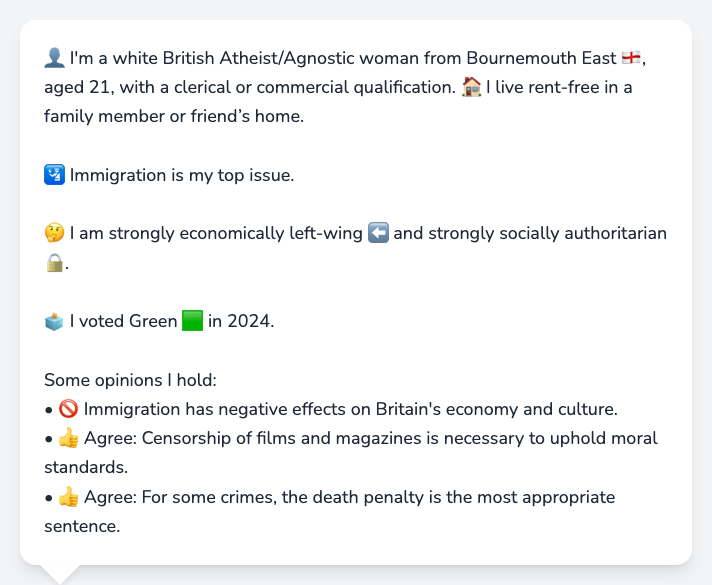 👤 I'm a white British Atheist/Agnostic woman from Bournemouth East 🏴󠁧󠁢󠁥󠁮󠁧󠁿,
aged 21, with a clerical or commercial qualification. 🏠 I live rent-free in a
family member or friend’s home.
🛂 Immigration is my top issue.
🤔 I am strongly economically left-wing ⬅️ and strongly socially authoritarian
🔒.
🗳️ I voted Green 🟩 in 2024.
Some opinions I hold:
• 🚫 Immigration has negative effects on Britain's economy and culture.
• 👍 Agree: Censorship of films and magazines is necessary to uphold moral
standards.
• 👍 Agree: For some crimes, the death penalty is the most appropriate
sentence.